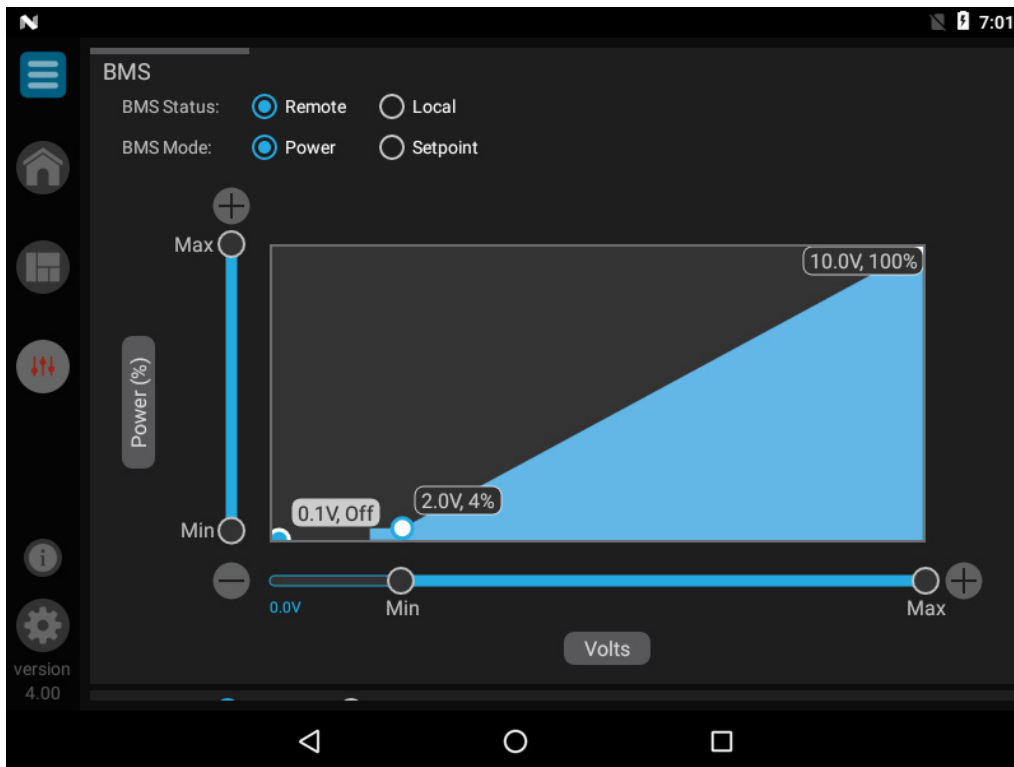 7:01
BMS
BMS Status: Remote Local
BMS Mode: Power Setpoint
Max
10.0V, 100%
Power (%)
2.0V, 4%
0.1V, Off
Min
0.0V
Min
Max
Volts
version
4.00